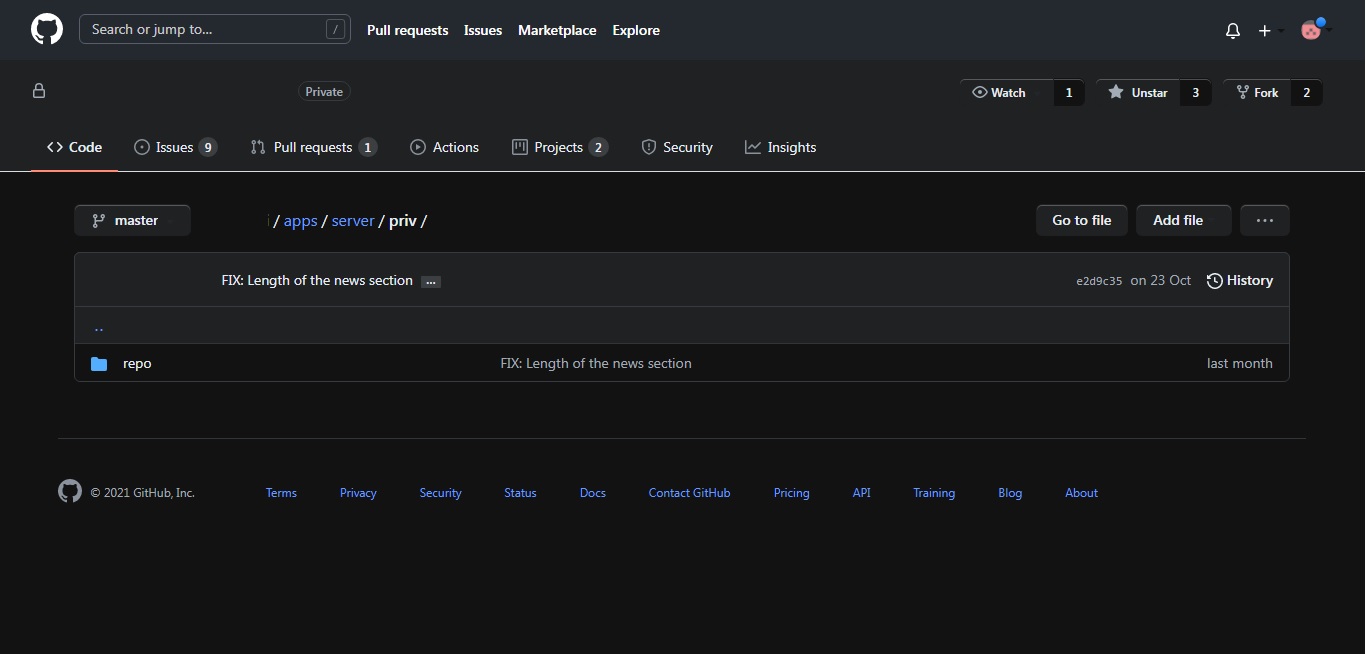 Search or jump to... / Pull requests Issues Marketplace Explore
Private Watch 1 Unstar 3 Fork 2
Code Issues 9 Pull requests 1 Actions Projects 2 Security Insights
master / apps / server / priv / Go to file Add file ...
FIX: Length of the news section ... e2d9c35 on 23 Oct History
..
repo FIX: Length of the news section last month
© 2021 GitHub, Inc. Terms Privacy Security Status Docs Contact GitHub Pricing API Training Blog About